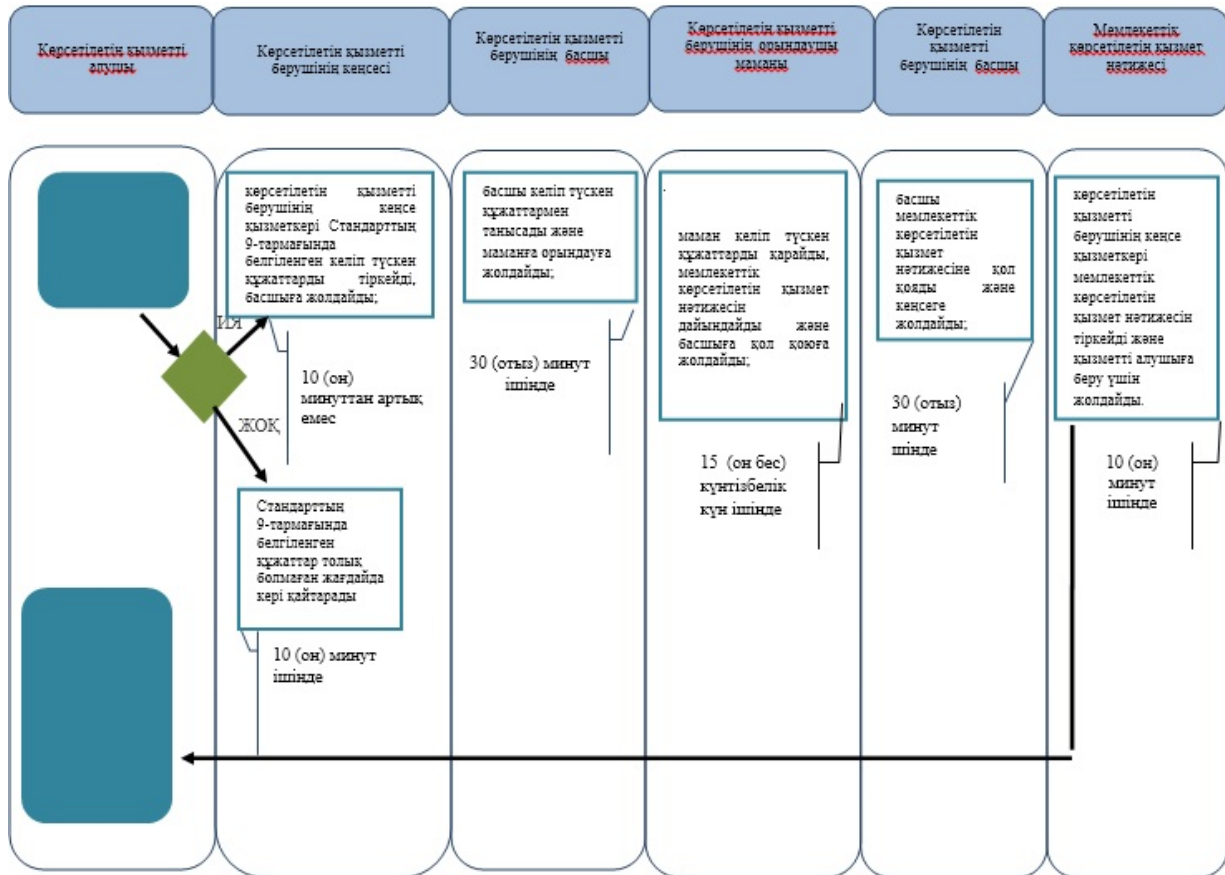 Көрсетілетін қызметті
алушы
Көрсетілетін қызметті
берушінің кеңсесі
Көрсетілетін қызметті
берушінің басшы
Көрсетілетін қызметті
берушінің орындаушы
маманы
Көрсетілетін
қызметті
берушінің басшы
Мемлекеттік
көрсетілетін қызмет
нәтижесі
көрсетілетін қызметті
берушінің кеңсе
қызметкері Стандарттың
9-тармағында
белгіленген келіп түскен
құжаттарды тіркейді,
басшыға жолдайды;
ИЯ
10 (он)
минуттан артық
емес
ЖОҚ
Стандарттың
9-тармағында
белгіленген
құжаттар толық
болмаған жағдайда
кері қайтарады
10 (он) минут
ішінде
басшы келіп түскен
құжаттармен
танысады және
маманға орындауға
жолдайды;
30 (отыз) минут
ішінде
маман келіп түскен
құжаттарды қарайды,
мемлекеттік
көрсетілетін қызмет
нәтижесін
дайындайды және
басшыға қол қоюға
жолдайды;
15 (он бес)
күнтізбелік
күн ішінде
басшы
мемлекеттік
көрсетілетін
қызмет
нәтижесіне қол
қояды және
кеңсеге
жолдайды;
30 (отыз)
минут
шінде
көрсетілетін
қызметті
берушінің кеңсе
қызметкері
мемлекеттік
көрсетілетін
қызмет нәтижесін
тіркейді және
қызметті алушыға
беру үшін
жолдайды.
10 (он)
минут
ішінде